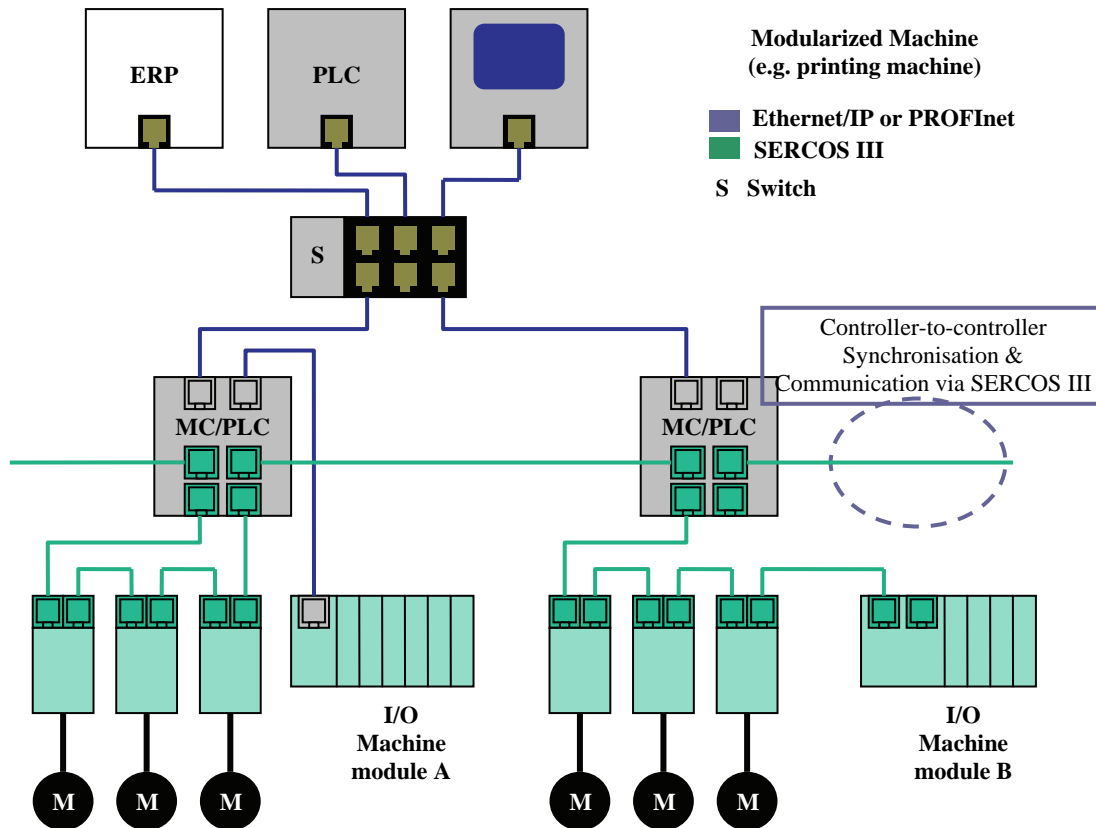 ERP
PLC
Modularized Machine
(e.g. printing machine)
Ethernet/IP or PROFInet
SERCOS III
S Switch
S
Controller-to-controller
Synchronisation &
Communication via SERCOS III
MC/PLC
MC/PLC
I/O
Machine
module A
I/O
Machine
module B
M
M
M
M
M
M